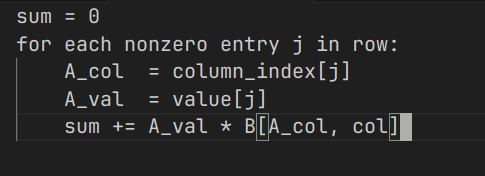 sum = 0
for each nonzero entry j in row:
    A_col  = column_index[j]
    A_val  = value[j]
    sum += A_val * B[A_col, col]